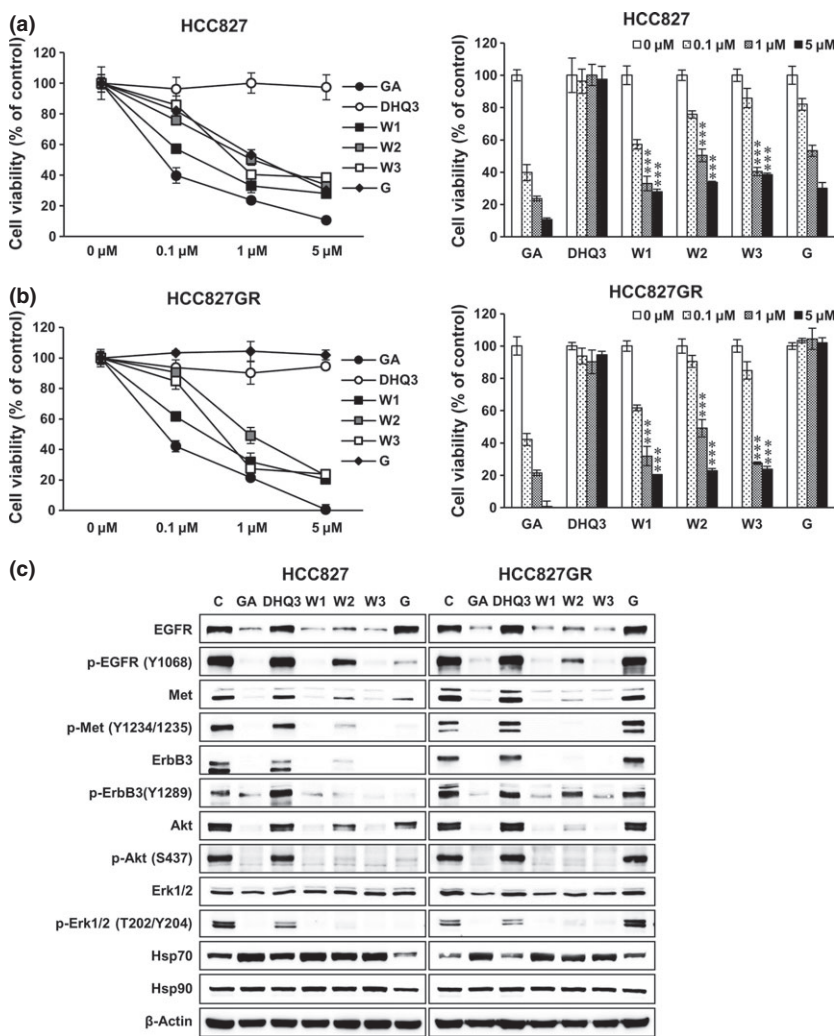 (a)
HCC827
Cell viability (% of control)
120
100
80
60
40
20
0
0 µM 0.1 µM 1 µM 5 µM
GA
DHQ3
W1
W2
W3
G
HCC827
0 µM 0.1 µM 1 µM 5 µM
Cell viability (% of control)
120
100
80
60
40
20
0
*** *** *** *** *** ***
GA DHQ3 W1 W2 W3 G
(b)
HCC827GR
Cell viability (% of control)
120
100
80
60
40
20
0
0 µM 0.1 µM 1 µM 5 µM
GA
DHQ3
W1
W2
W3
G
HCC827GR
0 µM 0.1 µM 1 µM 5 µM
Cell viability (% of control)
120
100
80
60
40
20
0
*** *** *** *** *** ***
GA DHQ3 W1 W2 W3 G
(c)
HCC827 HCC827GR
C GA DHQ3 W1 W2 W3 G C GA DHQ3 W1 W2 W3 G
EGFR
p-EGFR (Y1068)
Met
p-Met (Y1234/1235)
ErbB3
p-ErbB3(Y1289)
Akt
p-Akt (S437)
Erk1/2
p-Erk1/2 (T202/Y204)
Hsp70
Hsp90
β-Actin